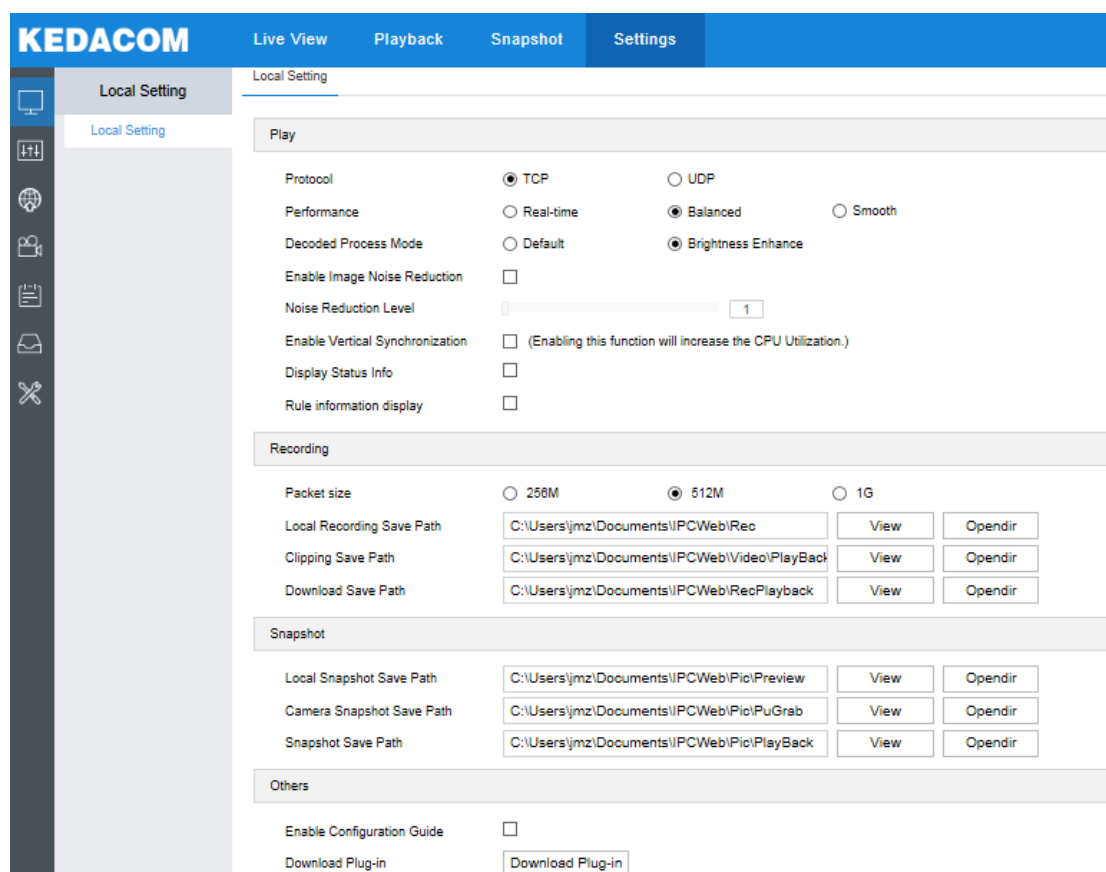 KEDACOM Live View Playback Snapshot Settings
Local Setting
Local Setting
Local Setting
Play
Protocol TCP UDP
Performance Real-time Balanced Smooth
Decoded Process Mode Default Brightness Enhance
Enable Image Noise Reduction
Noise Reduction Level 1
Enable Vertical Synchronization (Enabling this function will increase the CPU Utilization.)
Display Status Info
Rule information display
Recording
Packet size 256M 512M 1G
Local Recording Save Path C:\Users\jmz\Documents\IPCWeb\Rec View Opendir
Clipping Save Path C:\Users\jmz\Documents\IPCWeb\Video\PlayBack View Opendir
Download Save Path C:\Users\jmz\Documents\IPCWeb\RecPlayback View Opendir
Snapshot
Local Snapshot Save Path C:\Users\jmz\Documents\IPCWeb\Pic\Preview View Opendir
Camera Snapshot Save Path C:\Users\jmz\Documents\IPCWeb\Pic\PuGrab View Opendir
Snapshot Save Path C:\Users\jmz\Documents\IPCWeb\Pic\PlayBack View Opendir
Others
Enable Configuration Guide
Download Plug-in Download Plug-in